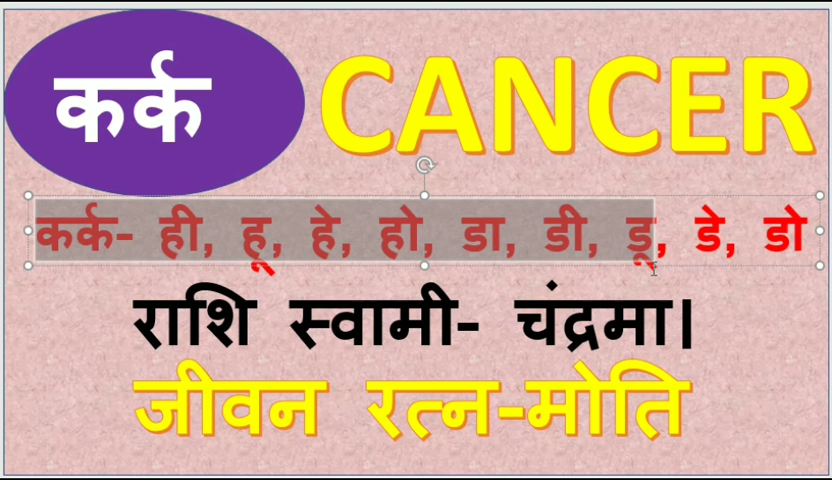 कर्क CANCER
कर्क- ही, हू, हे, हो, डा, डी, डू, डे, डो
राशि स्वामी- चंद्रमा।
जीवन रत्न-मोति